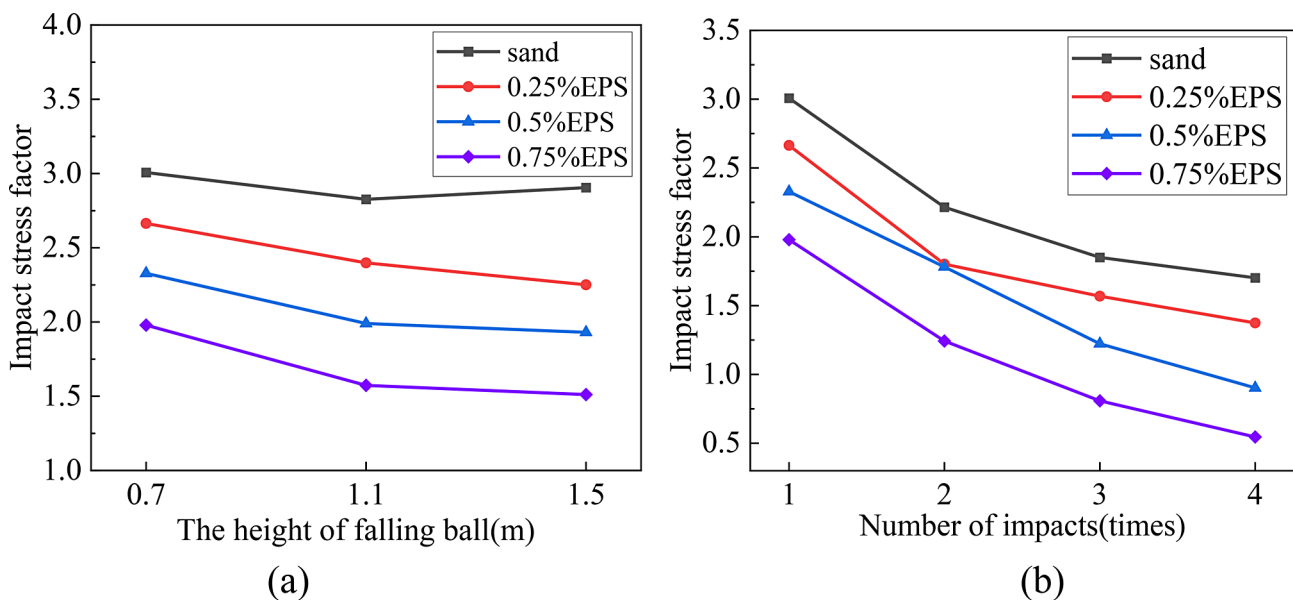 Impact stress factor
4.0
3.5
3.0
2.5
2.0
1.5
1.0
sand
0.25%EPS
0.5%EPS
0.75%EPS
0.7 1.1 1.5
The height of falling ball(m)
(a)
Impact stress factor
3.5
3.0
2.5
2.0
1.5
1.0
0.5
sand
0.25%EPS
0.5%EPS
0.75%EPS
1 2 3 4
Number of impacts(times)
(b)